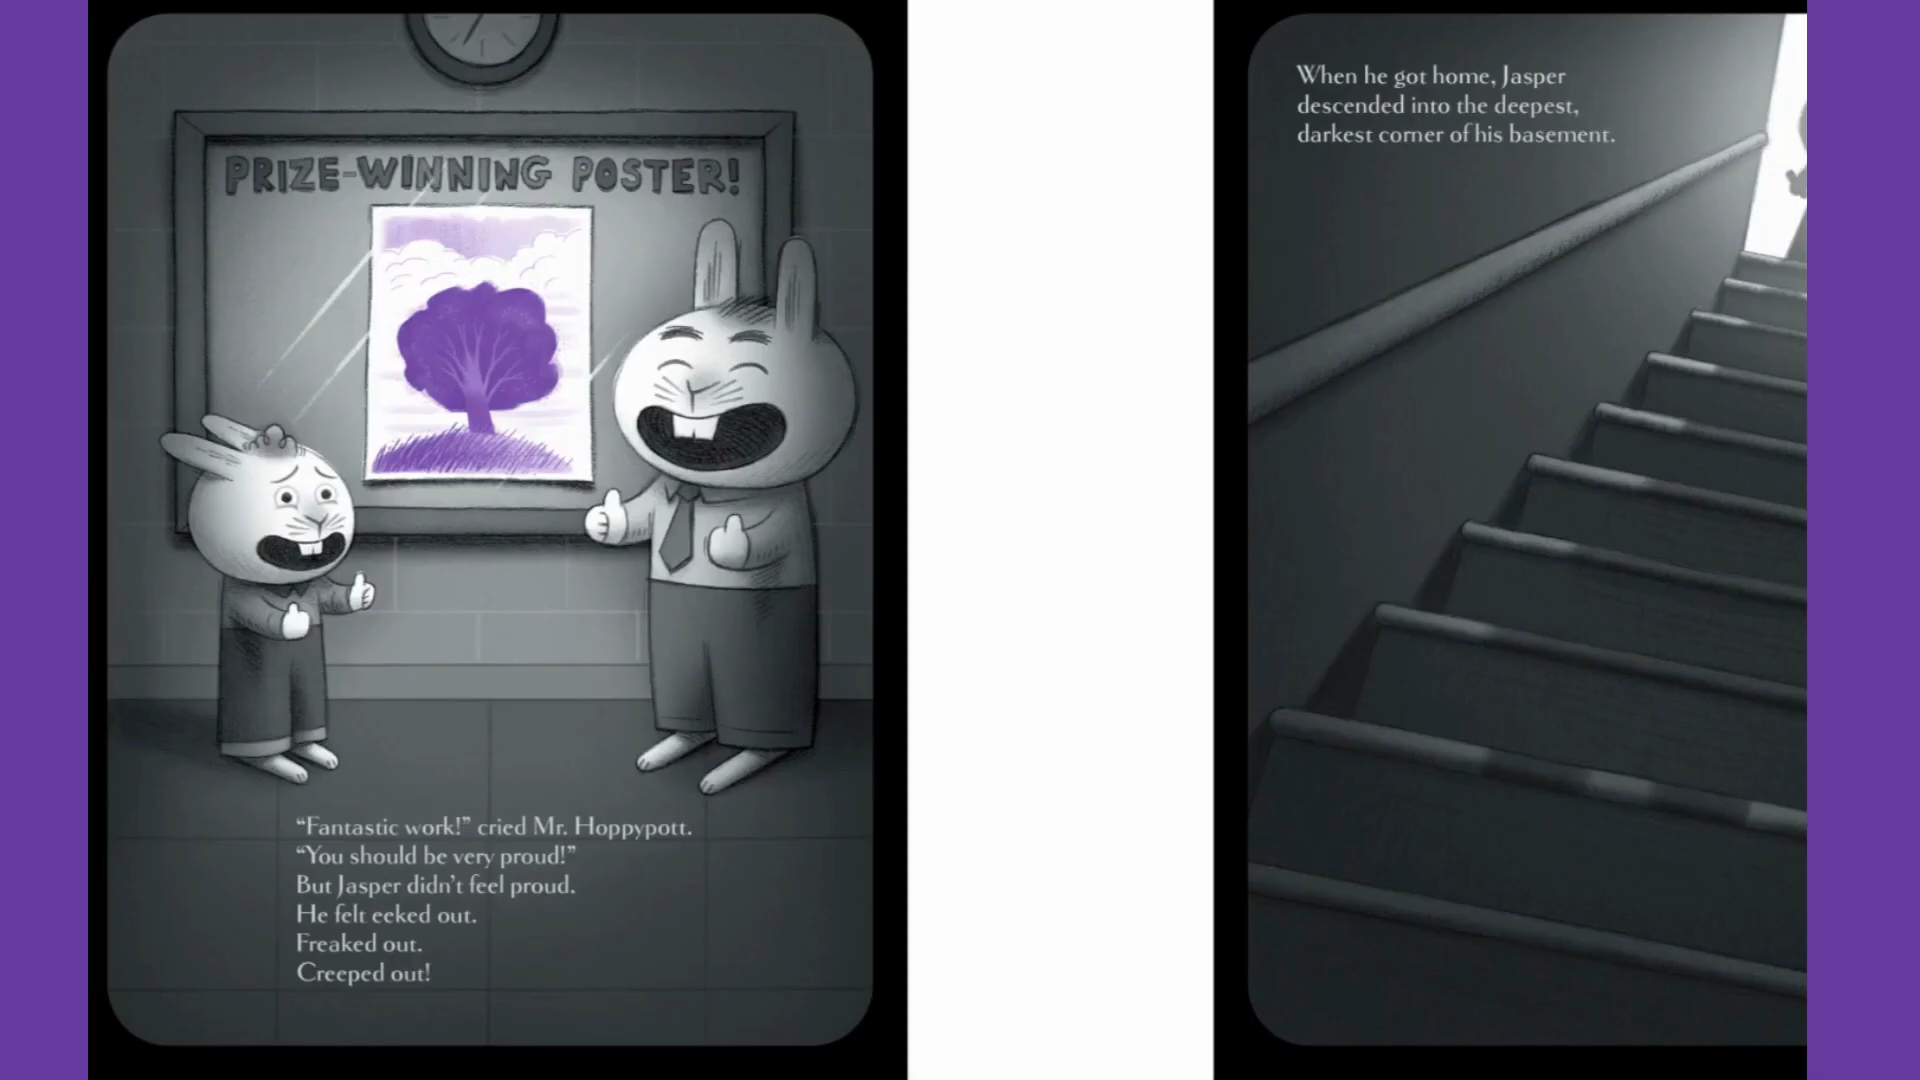 PRIZE-WINNING POSTER!
“Fantastic work!” cried Mr. Hoppypott.
“You should be very proud!”
But Jasper didn’t feel proud.
He felt eeked out.
Freaked out.
Creeped out!
When he got home, Jasper
descended into the deepest,
darkest corner of his basement.